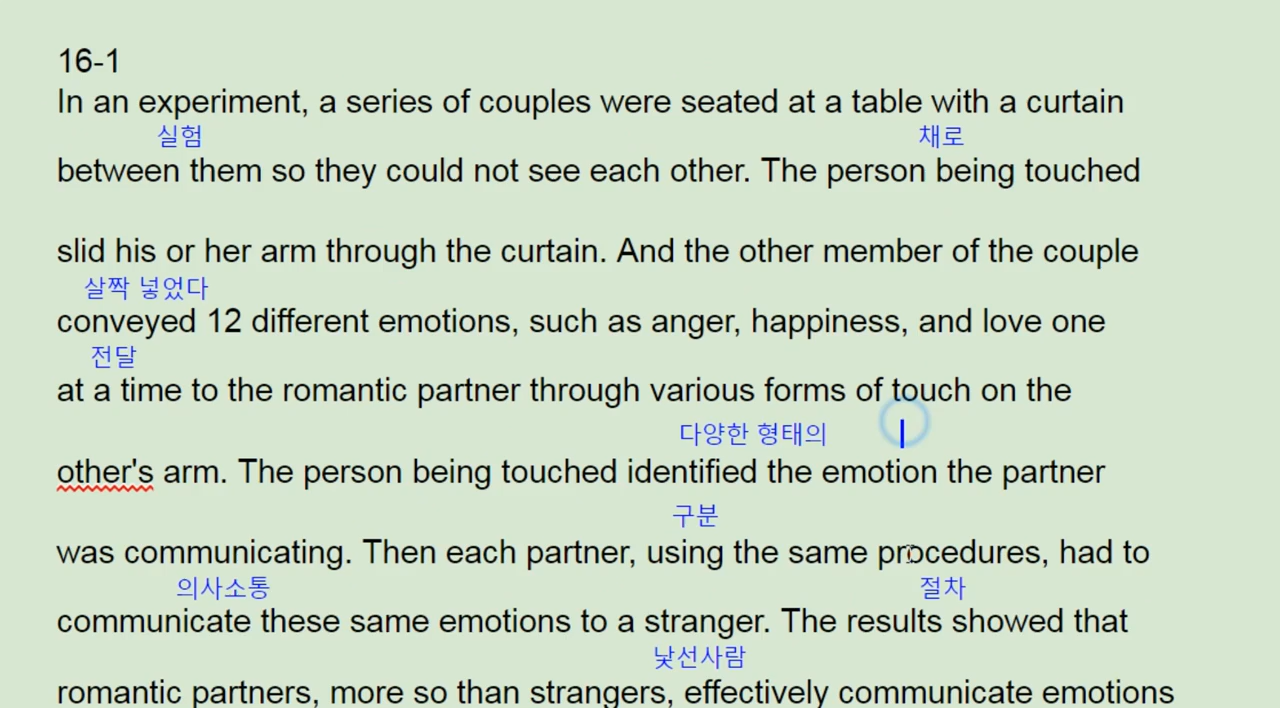 16-1
In an experiment, a series of couples were seated at a table with a curtain
실험 채로
between them so they could not see each other. The person being touched
slid his or her arm through the curtain. And the other member of the couple
살짝 넣었다
conveyed 12 different emotions, such as anger, happiness, and love one
전달
at a time to the romantic partner through various forms of touch on the
다양한 형태의
other's arm. The person being touched identified the emotion the partner
구분
was communicating. Then each partner, using the same procedures, had to
의사소통 절차
communicate these same emotions to a stranger. The results showed that
낯선사람
romantic partners, more so than strangers, effectively communicate emotions